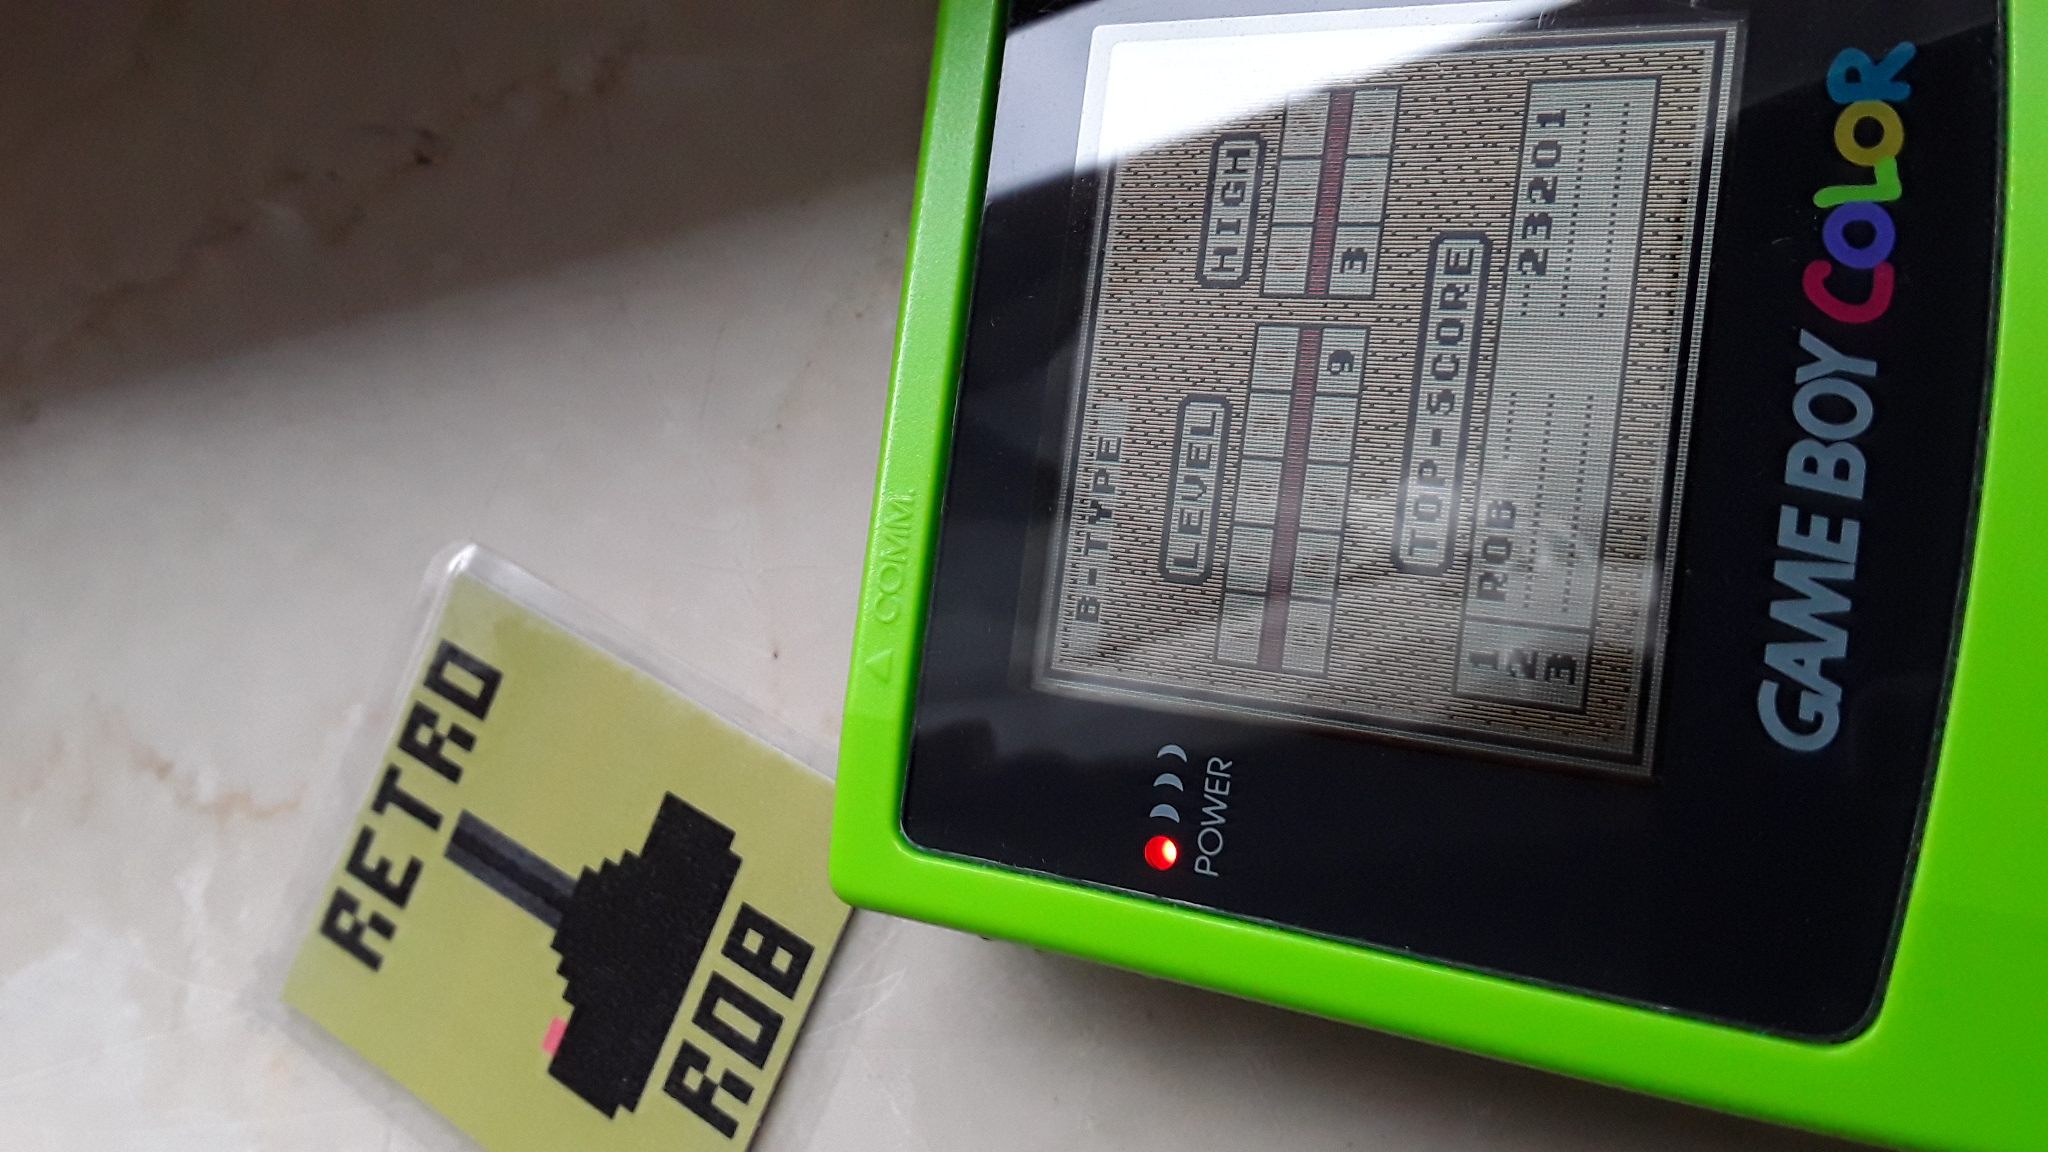 RETRO
ROB
COMM.
POWER
B-TYPE
LEVEL
HIGH
9
3
TOP-SCORE
1 ROB 23201
2
3
GAME BOY COLOR